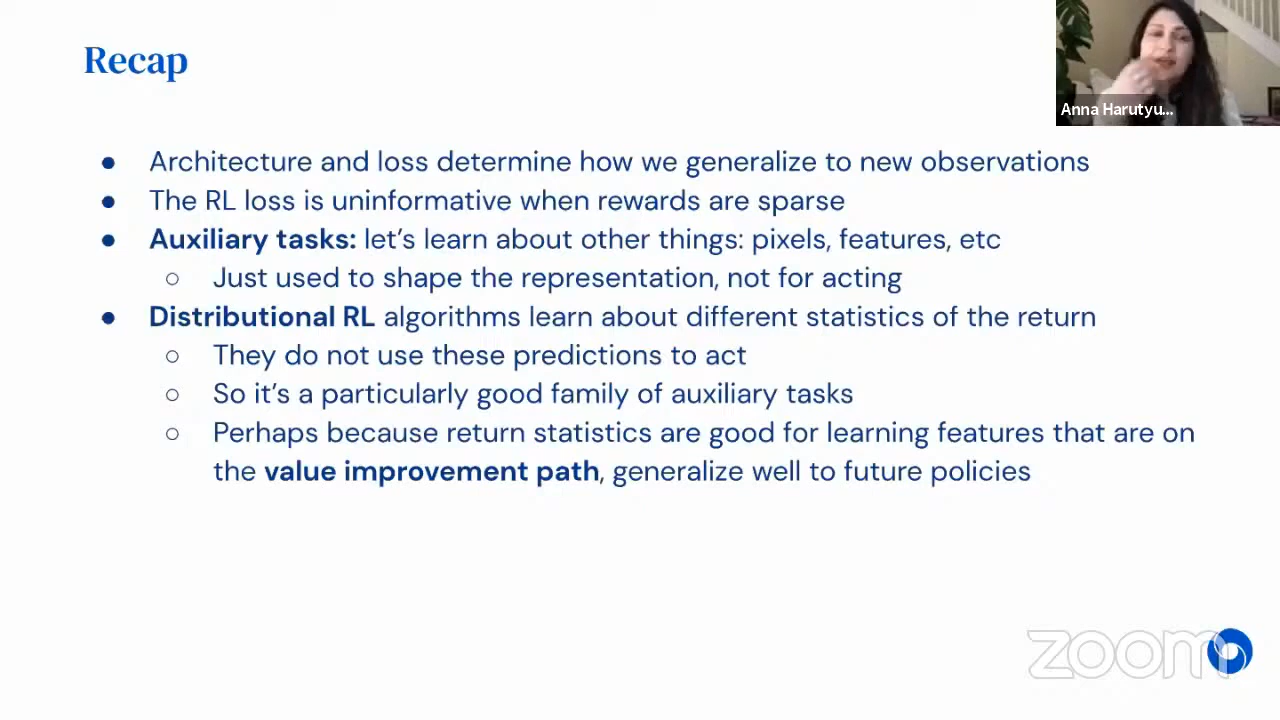 Recap
Anna Harutyu...
● Architecture and loss determine how we generalize to new observations
● The RL loss is uninformative when rewards are sparse
● Auxiliary tasks: let's learn about other things: pixels, features, etc
○ Just used to shape the representation, not for acting
● Distributional RL algorithms learn about different statistics of the return
○ They do not use these predictions to act
○ So it's a particularly good family of auxiliary tasks
○ Perhaps because return statistics are good for learning features that are on
the value improvement path, generalize well to future policies
zoom